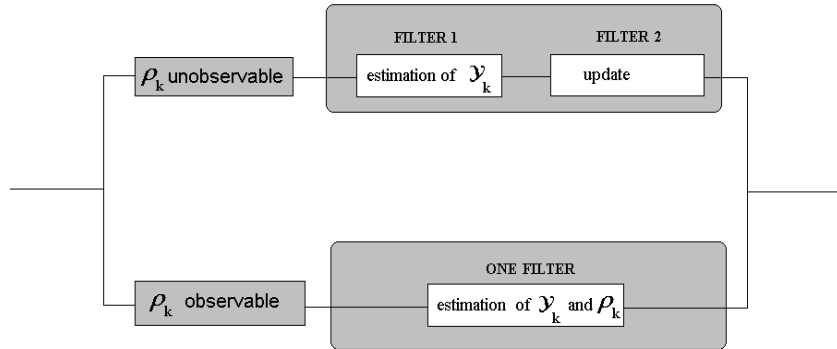 FILTER 1
FILTER 2
ρk unobservable
estimation of yk
update
ONE FILTER
ρk observable
estimation of yk and ρk